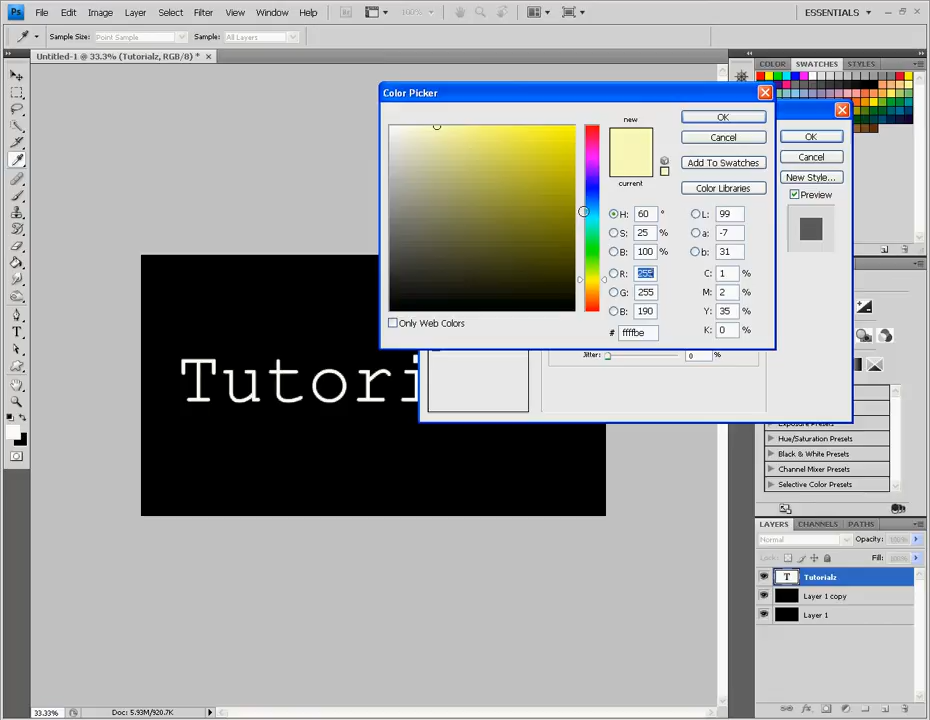 Ps File Edit Image Layer Select Filter View Window Help Br 100% ESSENTIALS
Sample Size: Point Sample Sample: All Layers
Untitled-1 @ 33.3% (Tutorialz, RGB/8) * ×
COLOR SWATCHES STYLES
Color Picker
new
current
OK
Cancel
Add To Swatches
Color Libraries
H: 60 °
S: 25 %
B: 100 %
R: 255
G: 255
B: 190
# ffffbe
L: 99
a: -7
b: 31
C: 1 %
M: 2 %
Y: 35 %
K: 0 %
Only Web Colors
OK
Cancel
New Style...
Preview
Jitter: 0 %
Tutori
Exposure Presets
Hue/Saturation Presets
Black & White Presets
Channel Mixer Presets
Selective Color Presets
LAYERS CHANNELS PATHS
Normal Opacity: 100%
Lock: Fill: 100%
T Tutorialz
Layer 1 copy
Layer 1
33.33% Doc: 5.93M/920.7K